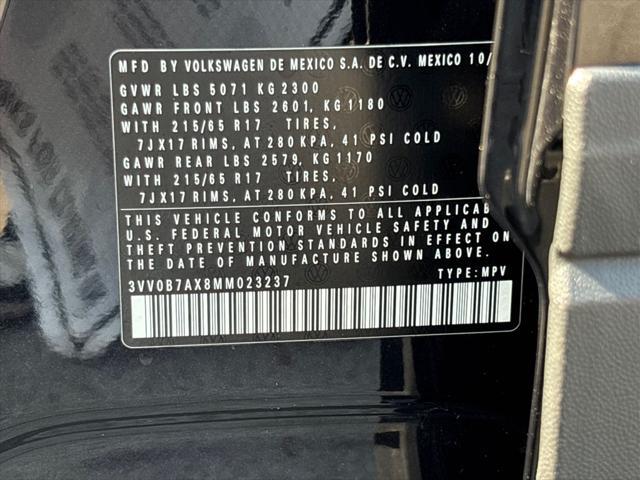 MFD BY VOLKSWAGEN DE MEXICO S.A. DE C.V. MEXICO 10/
GVWR LBS 5071 KG 2300
GAWR FRONT LBS 2601, KG 1180
WITH 215/65 R17 TIRES,
7JX17 RIMS, AT 280 KPA, 41 PSI COLD
GAWR REAR LBS 2579, KG 1170
WITH 215/65 R17 TIRES,
7JX17 RIMS, AT 280 KPA, 41 PSI COLD
THIS VEHICLE CONFORMS TO ALL APPLICAB
U.S. FEDERAL MOTOR VEHICLE SAFETY AND
THEFT PREVENTION STANDARDS IN EFFECT ON
THE DATE OF MANUFACTURE SHOWN ABOVE.
3VV0B7AX8MM023237 TYPE: MPV